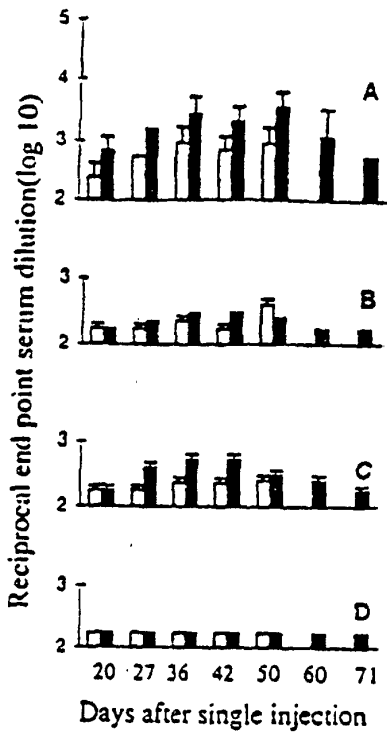 Reciprocal end point serum dilution(log 10)
5
4
3
2
A
3
2
B
3
2
C
3
2
D
20 27 36 42 50 60 71
Days after single injection